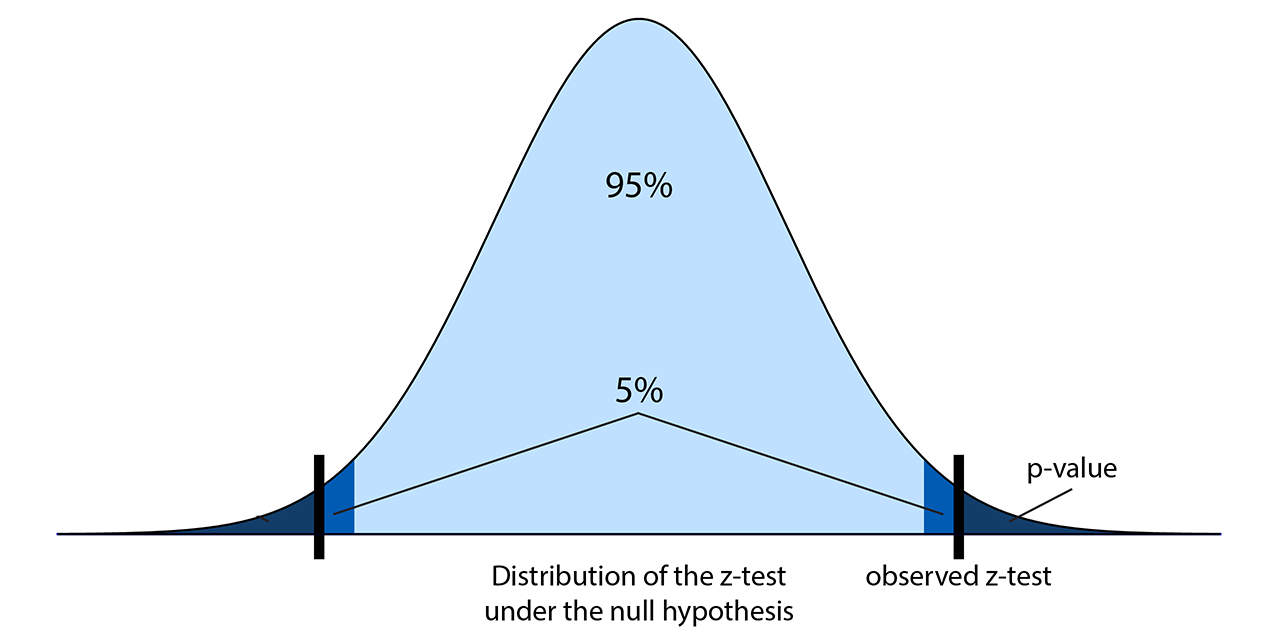 95%
5%
p-value
Distribution of the z-test
under the null hypothesis
observed z-test